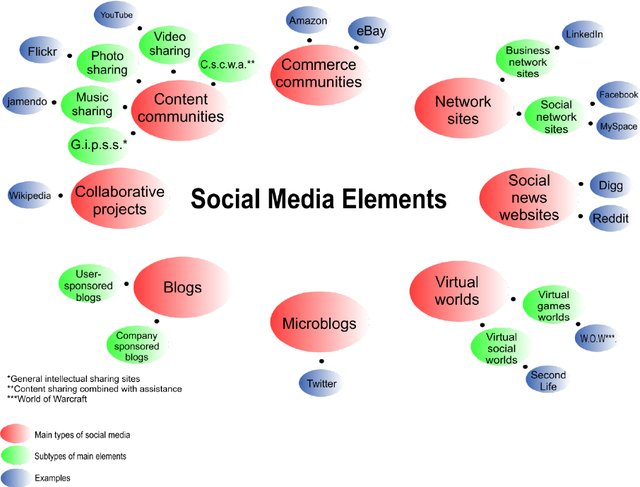 YouTube
Video
sharing
Flickr
Photo
sharing
C.s.c.w.a.**
jamendo
Music
sharing
Content
communities
G.i.p.s.s.*
Amazon
eBay
Commerce
communities
LinkedIn
Business
network
sites
Network
sites
Social
network
sites
Facebook
MySpace
Wikipedia
Collaborative
projects
Social Media Elements
Social
news
websites
Digg
Reddit
User-
sponsored
blogs
Blogs
Company
sponsored
blogs
Microblogs
Twitter
Virtual
worlds
Virtual
games
worlds
W.O.W***.
Virtual
social
worlds
Second
Life
*General intellectual sharing sites
**Content sharing combined with assistance
***World of Warcraft
Main types of social media
Subtypes of main elements
Examples